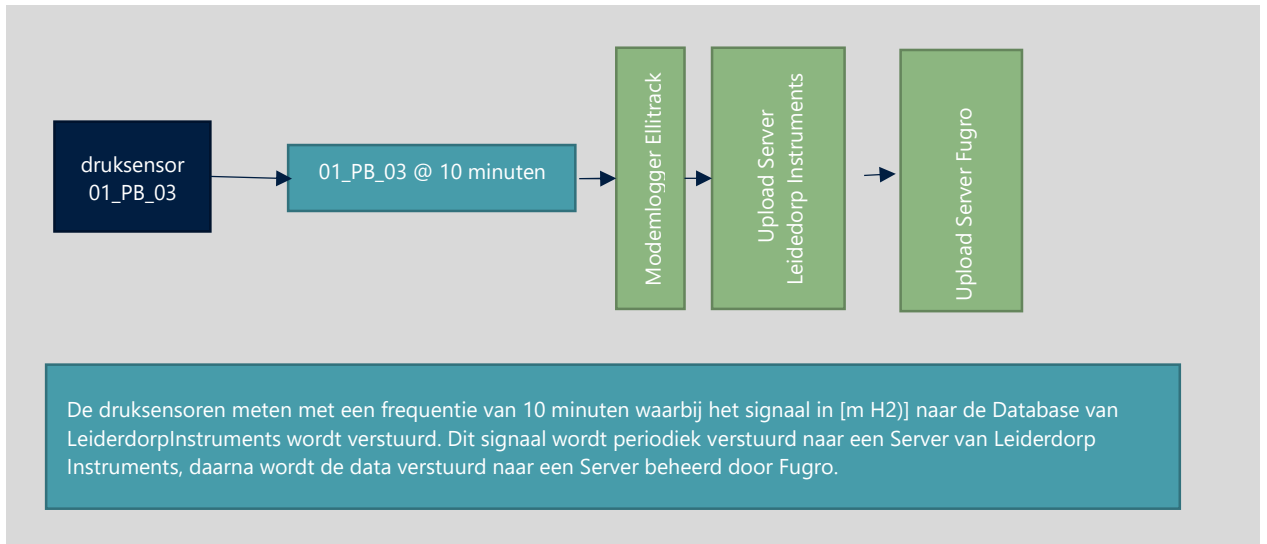 druksensor
01_PB_03
01_PB_03 @ 10 minuten
Modemlogger Ellitrack
Upload Server
Leidedorp Instruments
Upload Server Fugro
De druksensoren meten met een frequentie van 10 minuten waarbij het signaal in [m H2)] naar de Database van
LeiderdorpInstruments wordt verstuurd. Dit signaal wordt periodiek verstuurd naar een Server van Leiderdorp
Instruments, daarna wordt de data verstuurd naar een Server beheerd door Fugro.